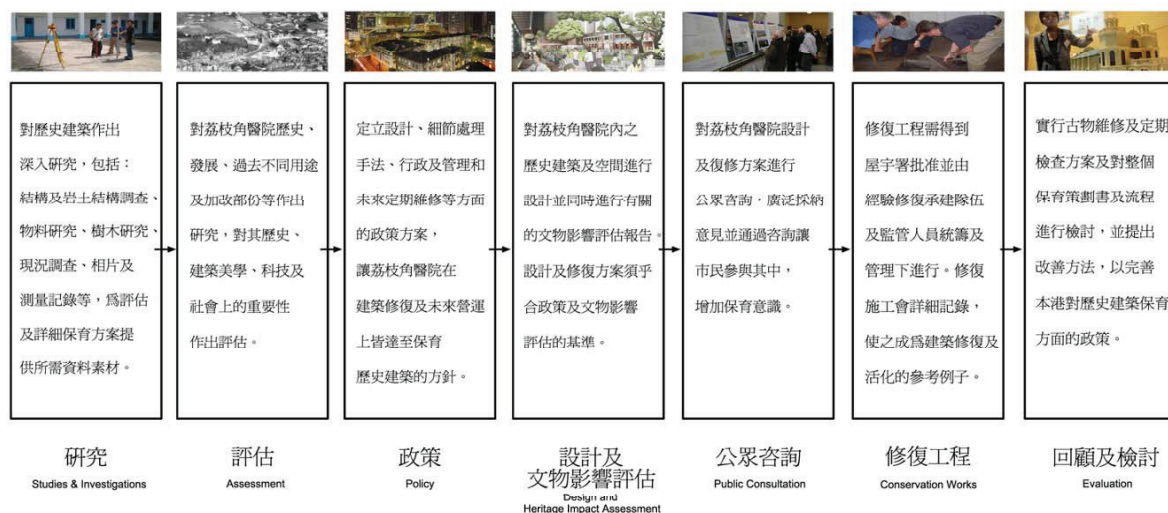 對歷史建築作出
深入研究，包括：
結構及岩土結構調查、
物料研究、樹木研究、
現況調查、相片及
測量記錄等，爲評估
及詳細保育方案提
供所需資料素材。
研究
Studies & Investigations
對荔枝角醫院歷史、
發展、過去不同用途
及加改部份等作出
研究，對其歷史、
建築美學、科技及
社會上的重要性
作出評估。
評估
Assessment
定立設計、細節處理
手法、行政及管理和
未來定期維修等方面
的政策方案，
讓荔枝角醫院在
建築修復及未來營運
上皆達至保育
歷史建築的方針。
政策
Policy
對荔枝角醫院內之
歷史建築及空間進行
設計並同時進行有關
的文物影響評估報告。
設計及修復方案須乎
合政策及文物影響
評估的基準。
設計及
文物影響評估
Design and
Heritage Impact Assessment
對荔枝角醫院設計
及復修方案進行
公眾咨詢，廣泛採納
意見並通過咨詢讓
市民參與其中，
增加保育意識。
公眾咨詢
Public Consultation
修復工程需得到
屋宇署批准並由
經驗修復承建隊伍
及監管人員統籌及
管理下進行。修復
施工會詳細記錄，
使之成爲建築修復及
活化的參考例子。
修復工程
Conservation Works
實行古物維修及定期
檢查方案及對整個
保育策劃書及流程
進行檢討，並提出
改善方法，以完善
本港對歷史建築保育
方面的政策。
回顧及檢討
Evaluation